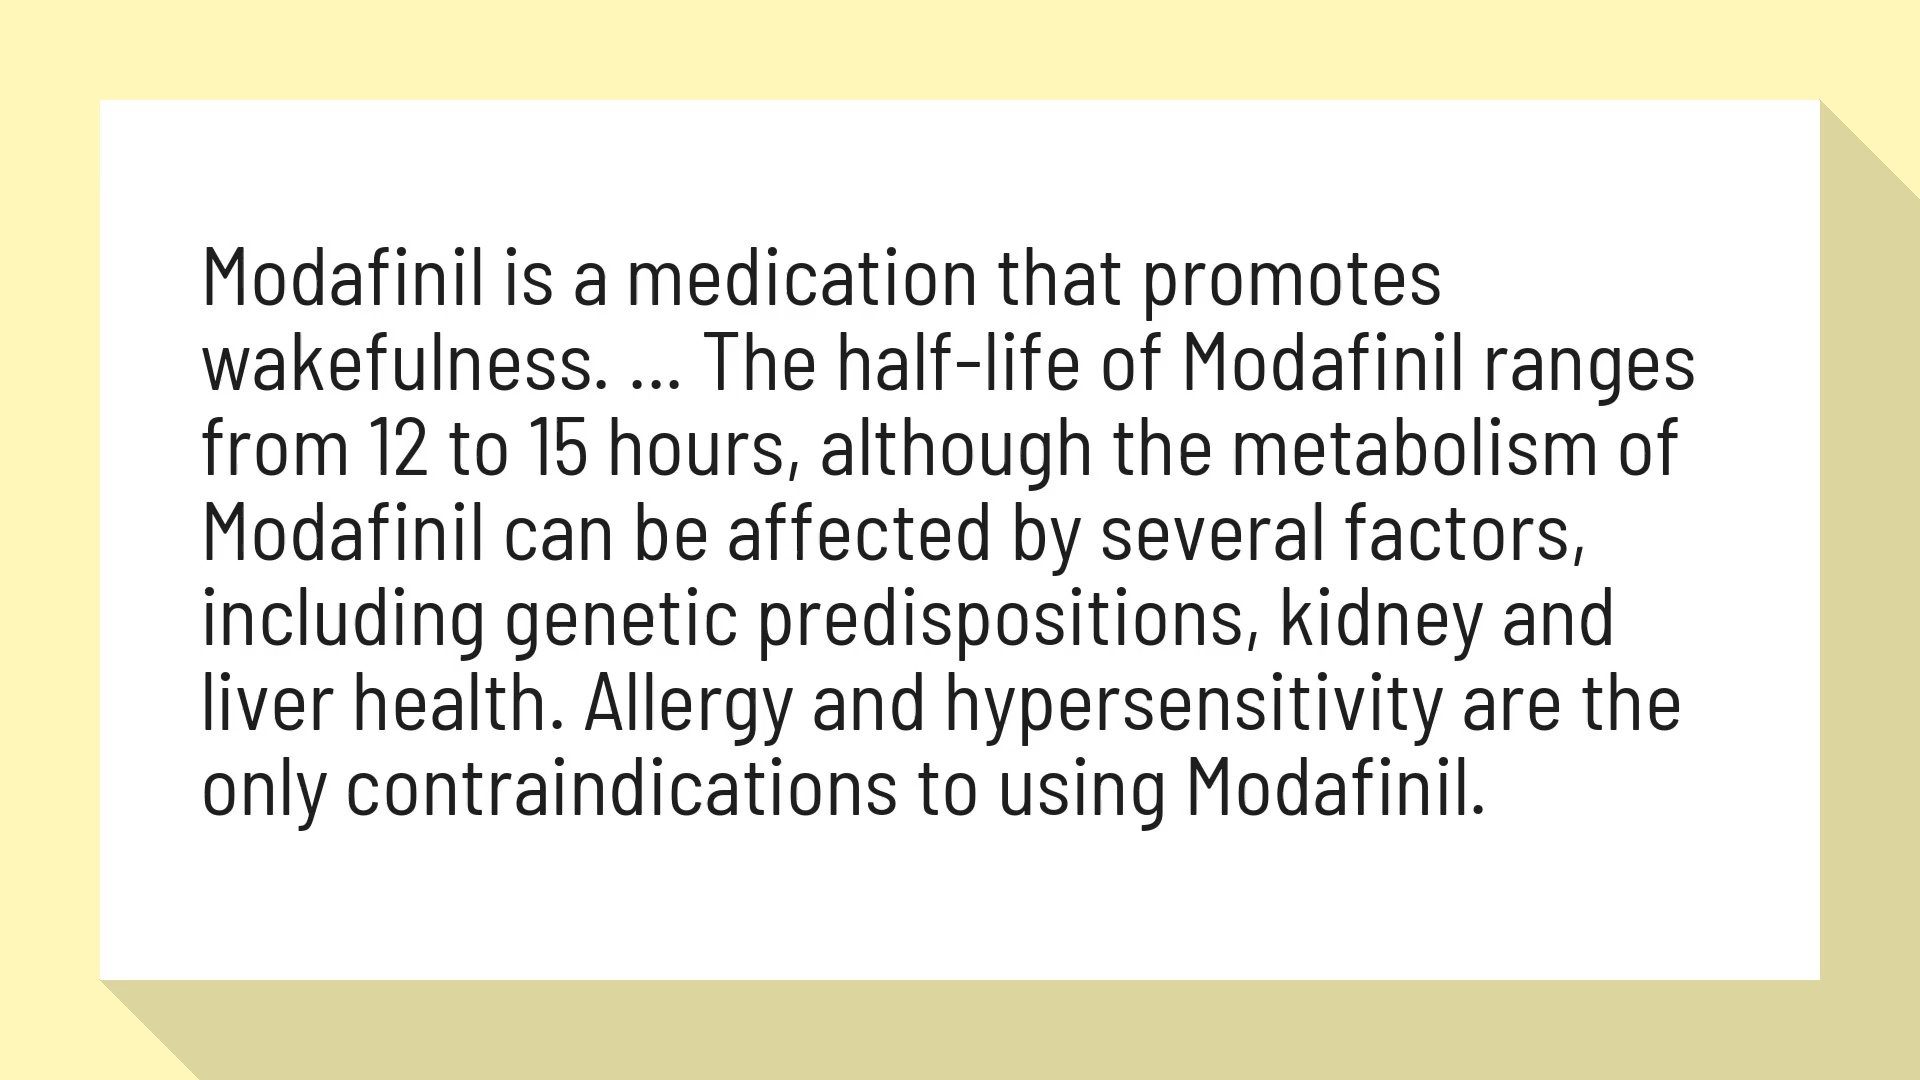 Modafinil is a medication that promotes
wakefulness. ... The half-life of Modafinil ranges
from 12 to 15 hours, although the metabolism of
Modafinil can be affected by several factors,
including genetic predispositions, kidney and
liver health. Allergy and hypersensitivity are the
only contraindications to using Modafinil.